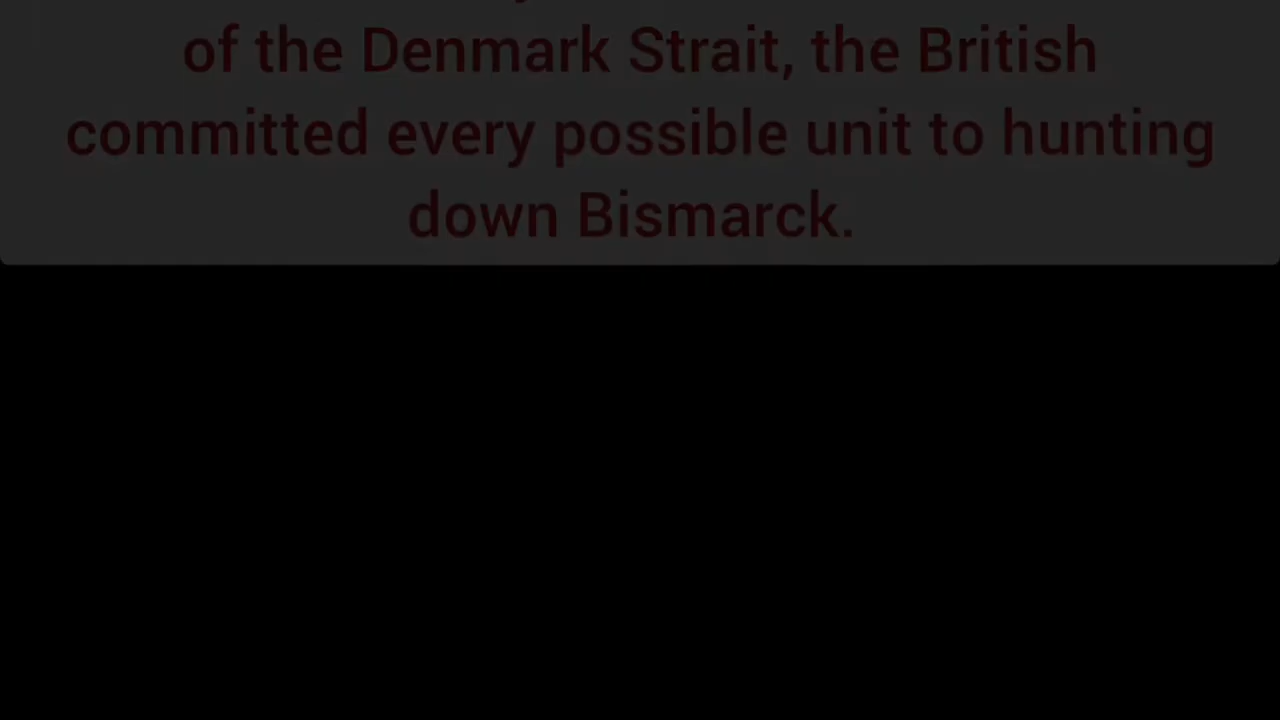 of the Denmark Strait, the British
committed every possible unit to hunting
down Bismarck.